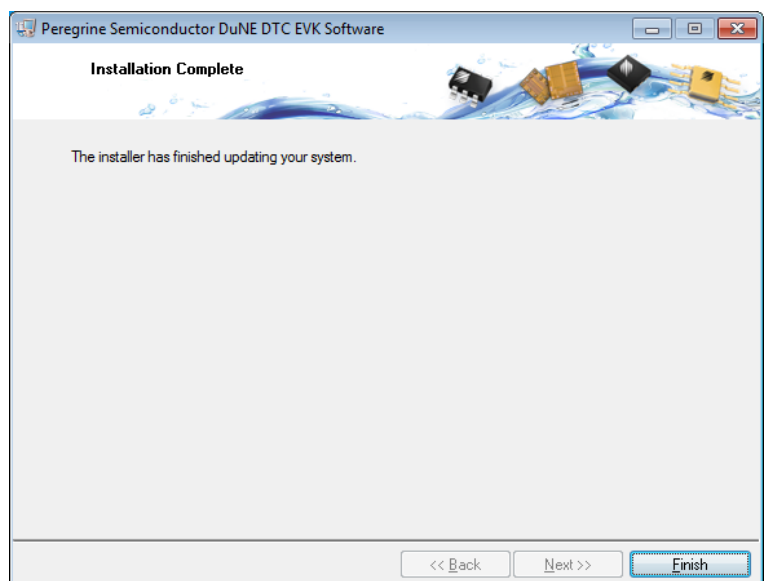 Peregrine Semiconductor DuNE DTC EVK Software
Installation Complete
The installer has finished updating your system.
<< Back
Next >>
Finish